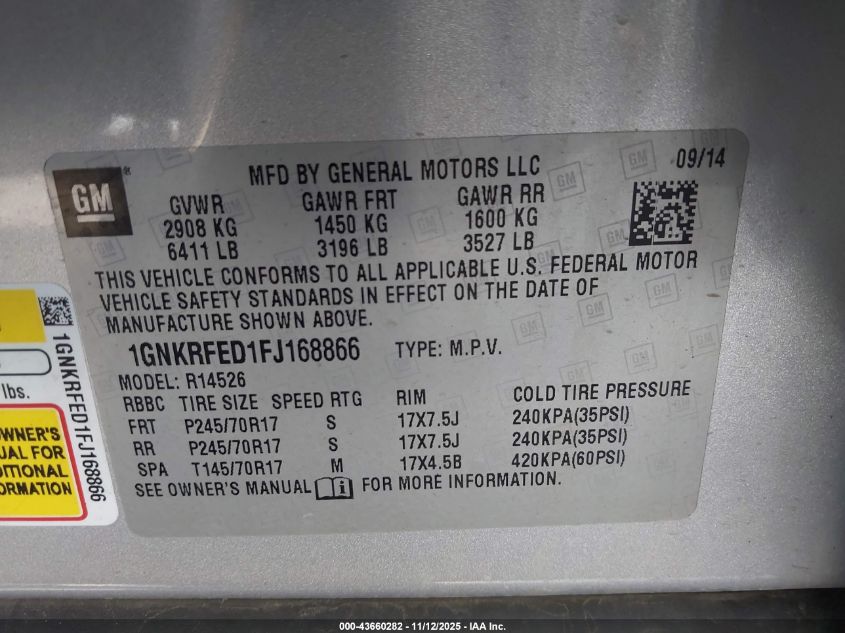 GM
MFD BY GENERAL MOTORS LLC
09/14
GVWR GAWR FRT GAWR RR
2908 KG 1450 KG 1600 KG
6411 LB 3196 LB 3527 LB
THIS VEHICLE CONFORMS TO ALL APPLICABLE U.S. FEDERAL MOTOR
VEHICLE SAFETY STANDARDS IN EFFECT ON THE DATE OF
MANUFACTURE SHOWN ABOVE.
1GNKRFED1FJ168866 TYPE: M.P.V.
MODEL: R14526
RBBC TIRE SIZE SPEED RTG RIM COLD TIRE PRESSURE
FRT P245/70R17 S 17X7.5J 240KPA(35PSI)
RR P245/70R17 S 17X7.5J 240KPA(35PSI)
SPA T145/70R17 M 17X4.5B 420KPA(60PSI)
SEE OWNER'S MANUAL FOR MORE INFORMATION.
1GNKRFED1FJ168866
lbs.
WNER'S
UAL FOR
DITIONAL
ORMATION
000-43660282 - 11/12/2025 - IAA Inc.